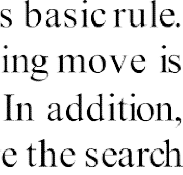 s basic rule.
ing move is
In addition,
e the search